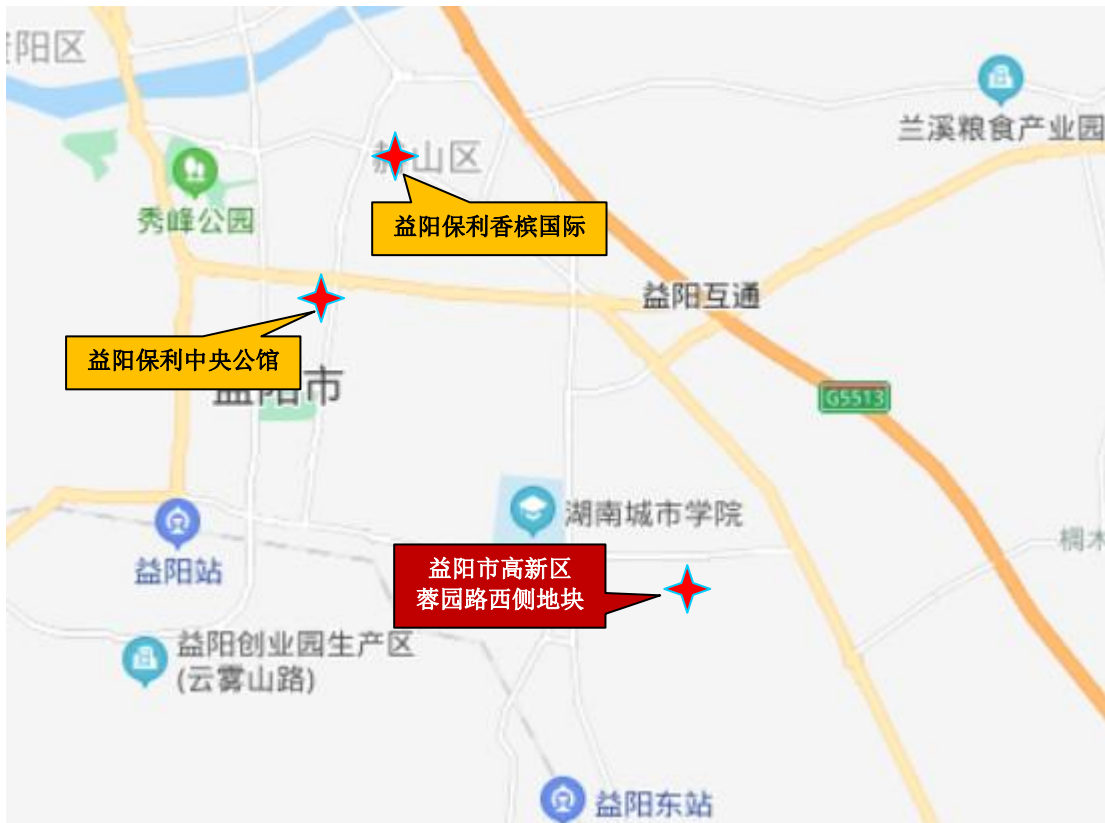 阳区
兰溪粮食产业园
山区
秀峰公园
益阳保利香槟国际
益阳互通
益阳保利中央公馆
益阳市
G5513
湖南城市学院
益阳站
益阳市高新区
蓉园路西侧地块
益阳创业园生产区
(云雾山路)
益阳东站